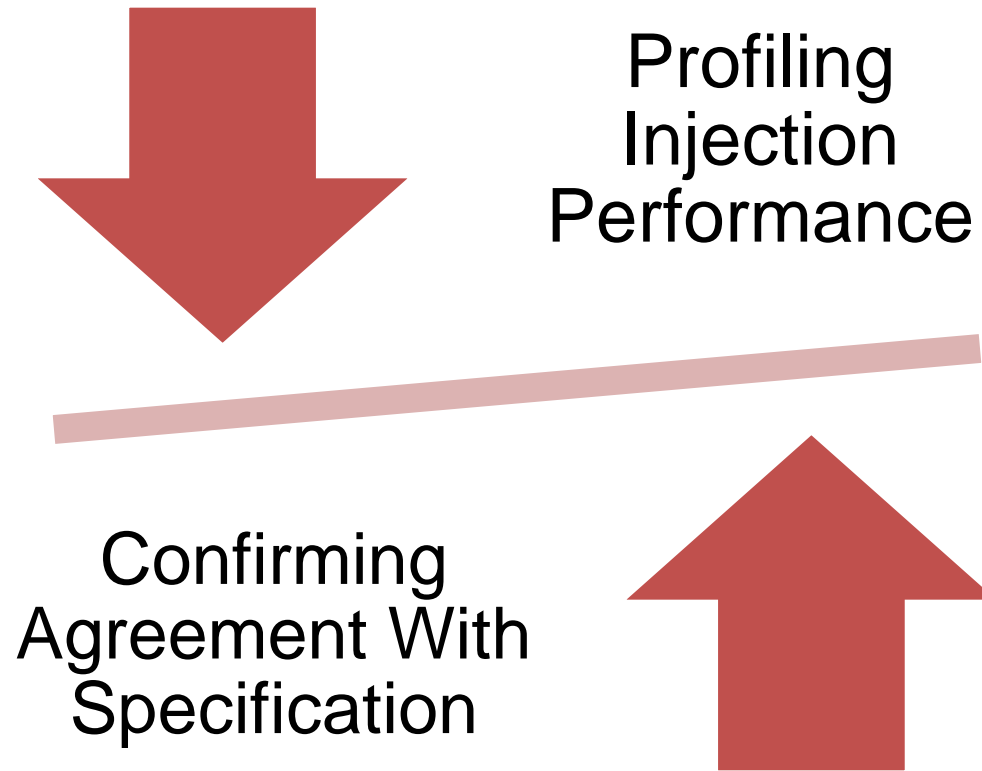 Profiling
Injection
Performance
Confirming
Agreement With
Specification